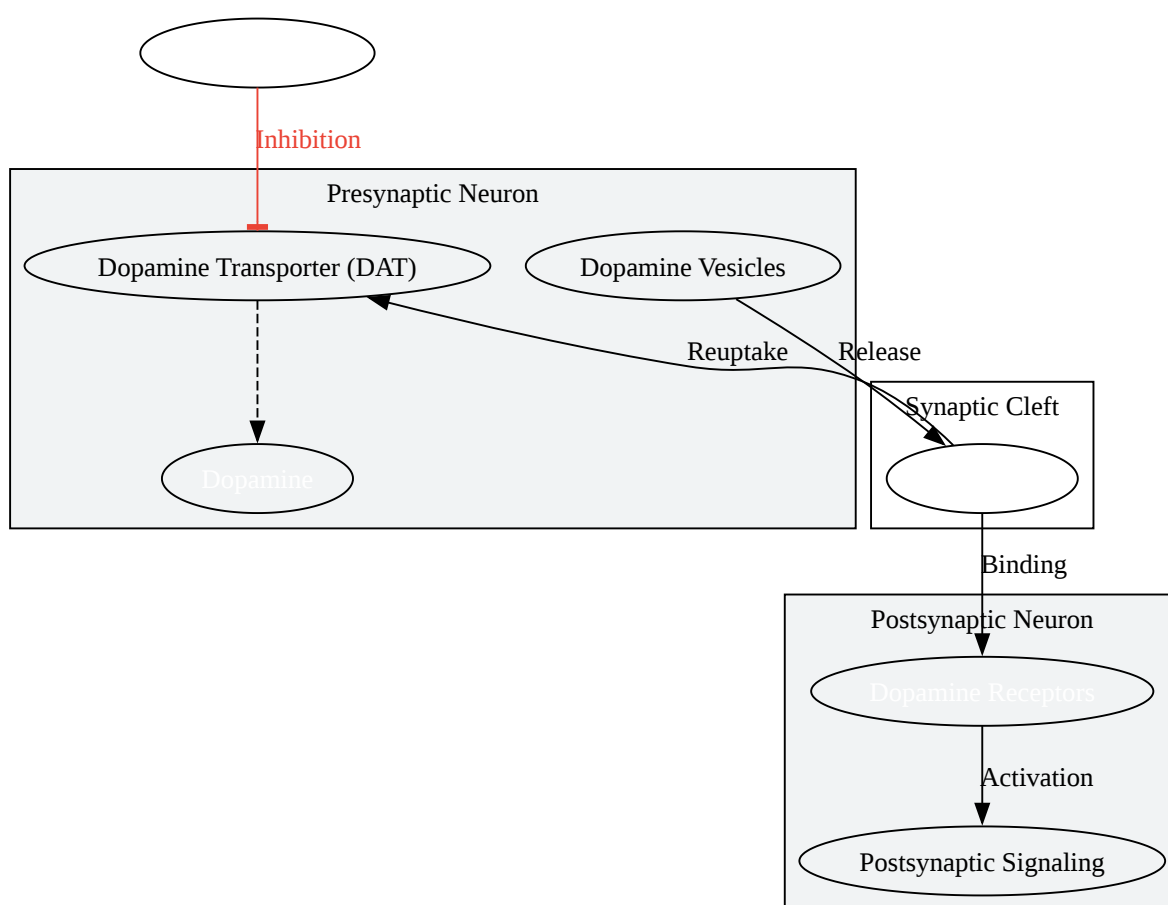 Inhibition
Presynaptic Neuron
Dopamine Transporter (DAT)
Dopamine Vesicles
Reuptake
Release
Synaptic Cleft
Dopamine
Binding
Postsynaptic Neuron
Dopamine Receptors
Activation
Postsynaptic Signaling